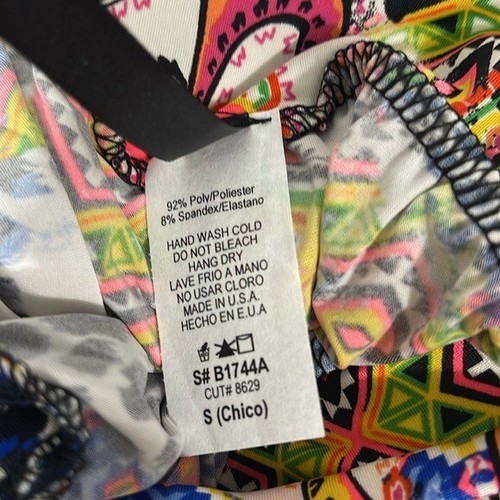 92% Poly/Poliester
8% Spandex/Elastano
HAND WASH COLD
DO NOT BLEACH
HANG DRY
LAVE FRIO A MANO
NO USAR CLORO
MADE IN U.S.A.
HECHO EN E.U.A
S# B1744A
CUT# 8629
S (Chico)